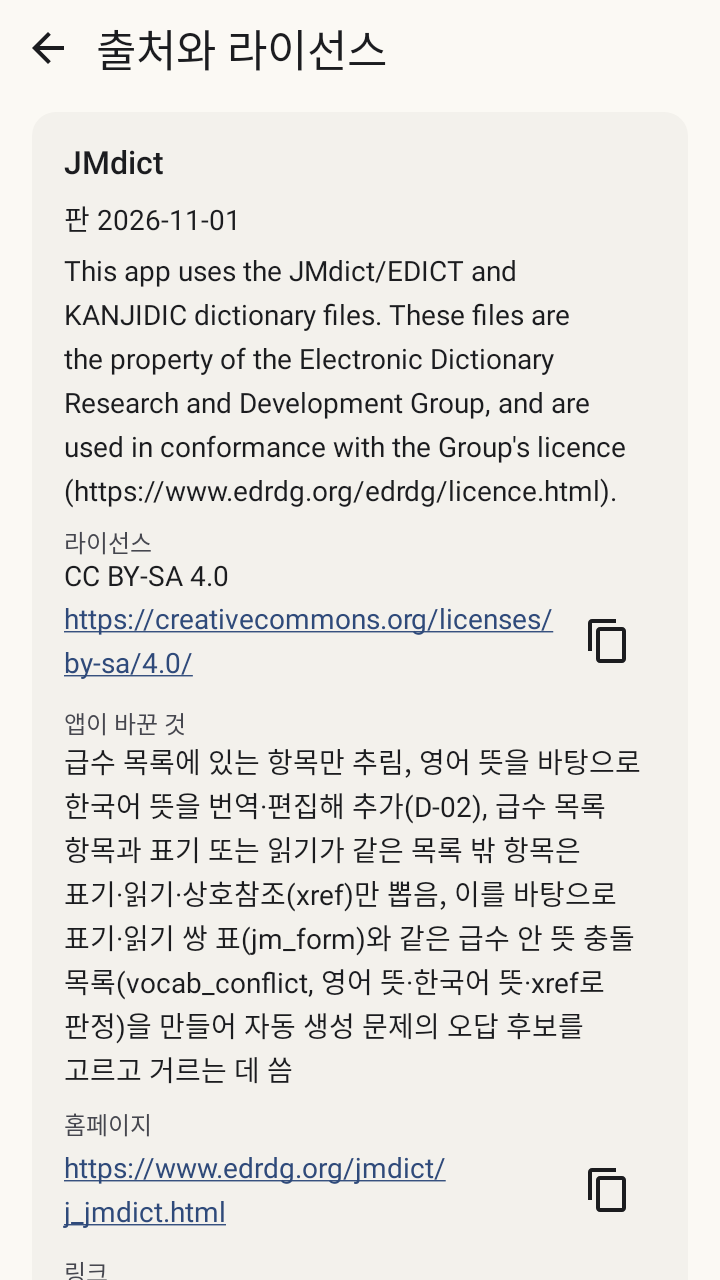 출처와 라이선스
JMdict
판 2026-11-01
This app uses the JMdict/EDICT and
KANJIDIC dictionary files. These files are
the property of the Electronic Dictionary
Research and Development Group, and are
used in conformance with the Group's licence
(https://www.edrdg.org/edrdg/licence.html).
라이선스
CC BY-SA 4.0
https://creativecommons.org/licenses/
by-sa/4.0/
앱이 바꾼 것
급수 목록에 있는 항목만 추림, 영어 뜻을 바탕으로
한국어 뜻을 번역·편집해 추가(D-02), 급수 목록
항목과 표기 또는 읽기가 같은 목록 밖 항목은
표기·읽기·상호참조(xref)만 뽑음, 이를 바탕으로
표기·읽기 쌍 표(jm_form)와 같은 급수 안 뜻 충돌
목록(vocab_conflict, 영어 뜻·한국어 뜻·xref로
판정)을 만들어 자동 생성 문제의 오답 후보를
고르고 거르는 데 씀
홈페이지
https://www.edrdg.org/jmdict/
j_jmdict.html
링크